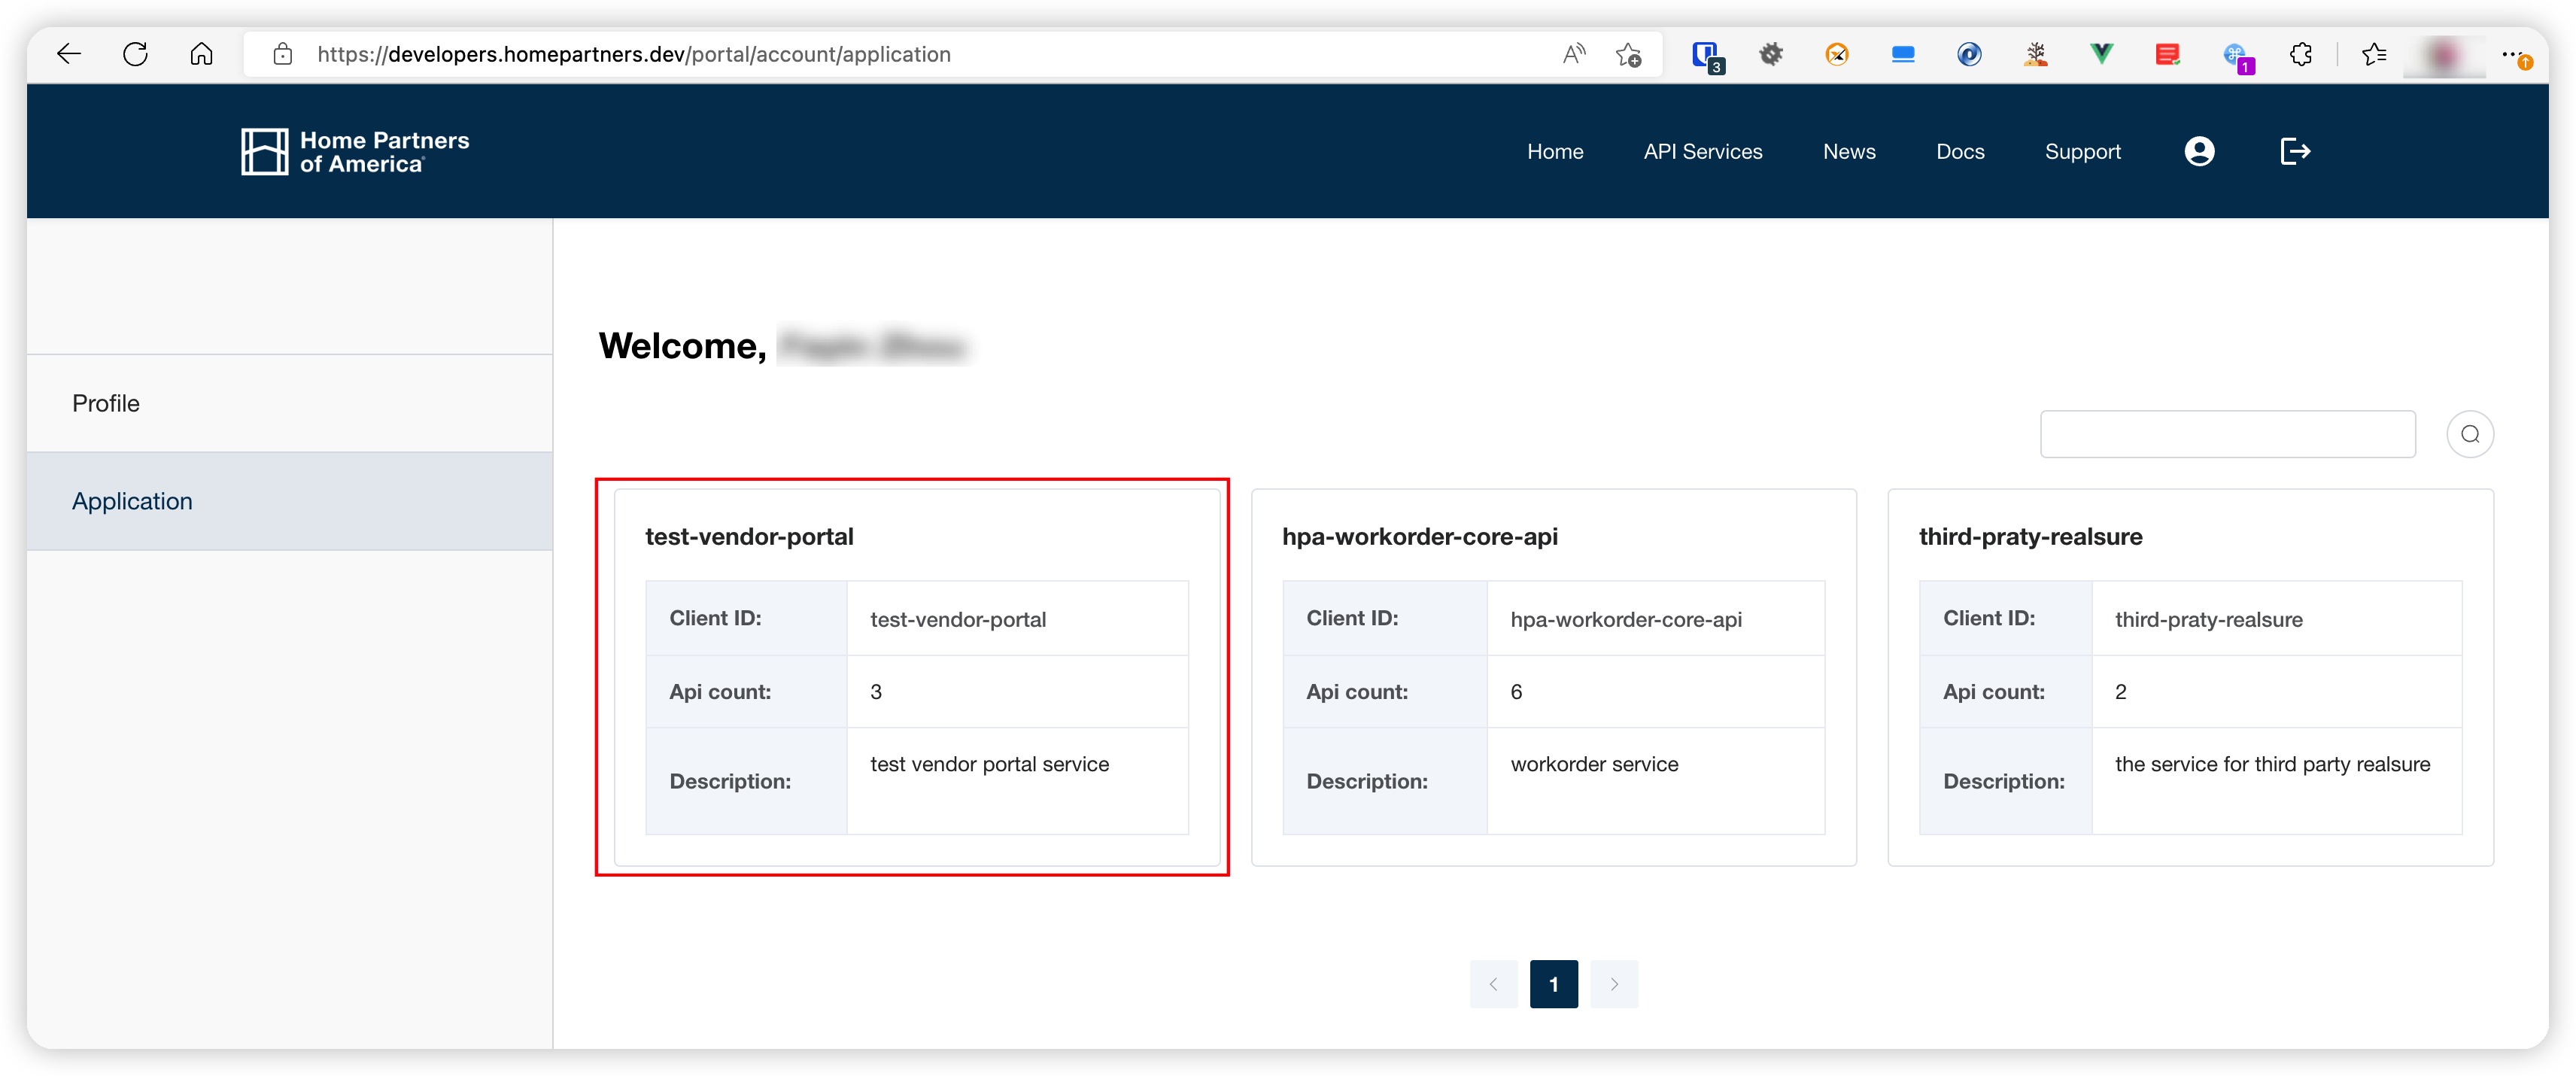 https://developers.homepartners.dev/portal/account/application
3
1
Home Partners
of America
Home
API Services
News
Docs
Support
Welcome,
Profile
Application
test-vendor-portal
Client ID:
test-vendor-portal
Api count:
3
Description:
test vendor portal service
hpa-workorder-core-api
Client ID:
hpa-workorder-core-api
Api count:
6
Description:
workorder service
third-praty-realsure
Client ID:
third-praty-realsure
Api count:
2
Description:
the service for third party realsure
1